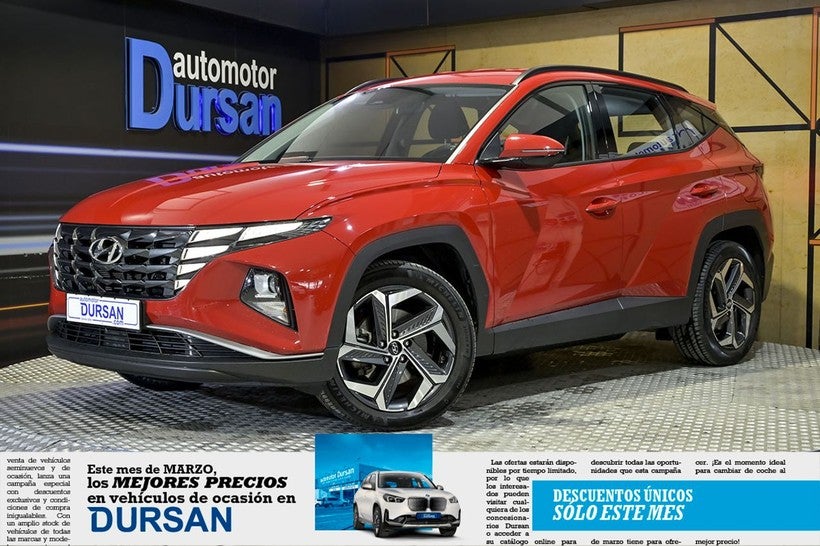 automotor
Dursan
automotor
DURSAN
venta de vehículos
seminuevos y de
ocasión, lanza una
campaña especial
con descuentos
exclusivos y condi-
ciones de compra
inigualables. Con
un amplio stock de
vehículos de todas
las marcas y mode-
Este mes de MARZO,
los MEJORES PRECIOS
en vehículos de ocasión en
DURSAN
automotor Dursan
Las ofertas estarán dispo-
nibles por tiempo limitado,
por lo que
los interesa-
dos pueden
visitar cual-
quiera de los
concesiona-
rios Dursan
o acceder a
su catálogo online para
descubrir todas las oportu-
nidades que esta campaña
de marzo tiene para ofre-
cer. ¡Es el momento ideal
para cambiar de coche al
mejor precio!
DESCUENTOS ÚNICOS
SÓLO ESTE MES